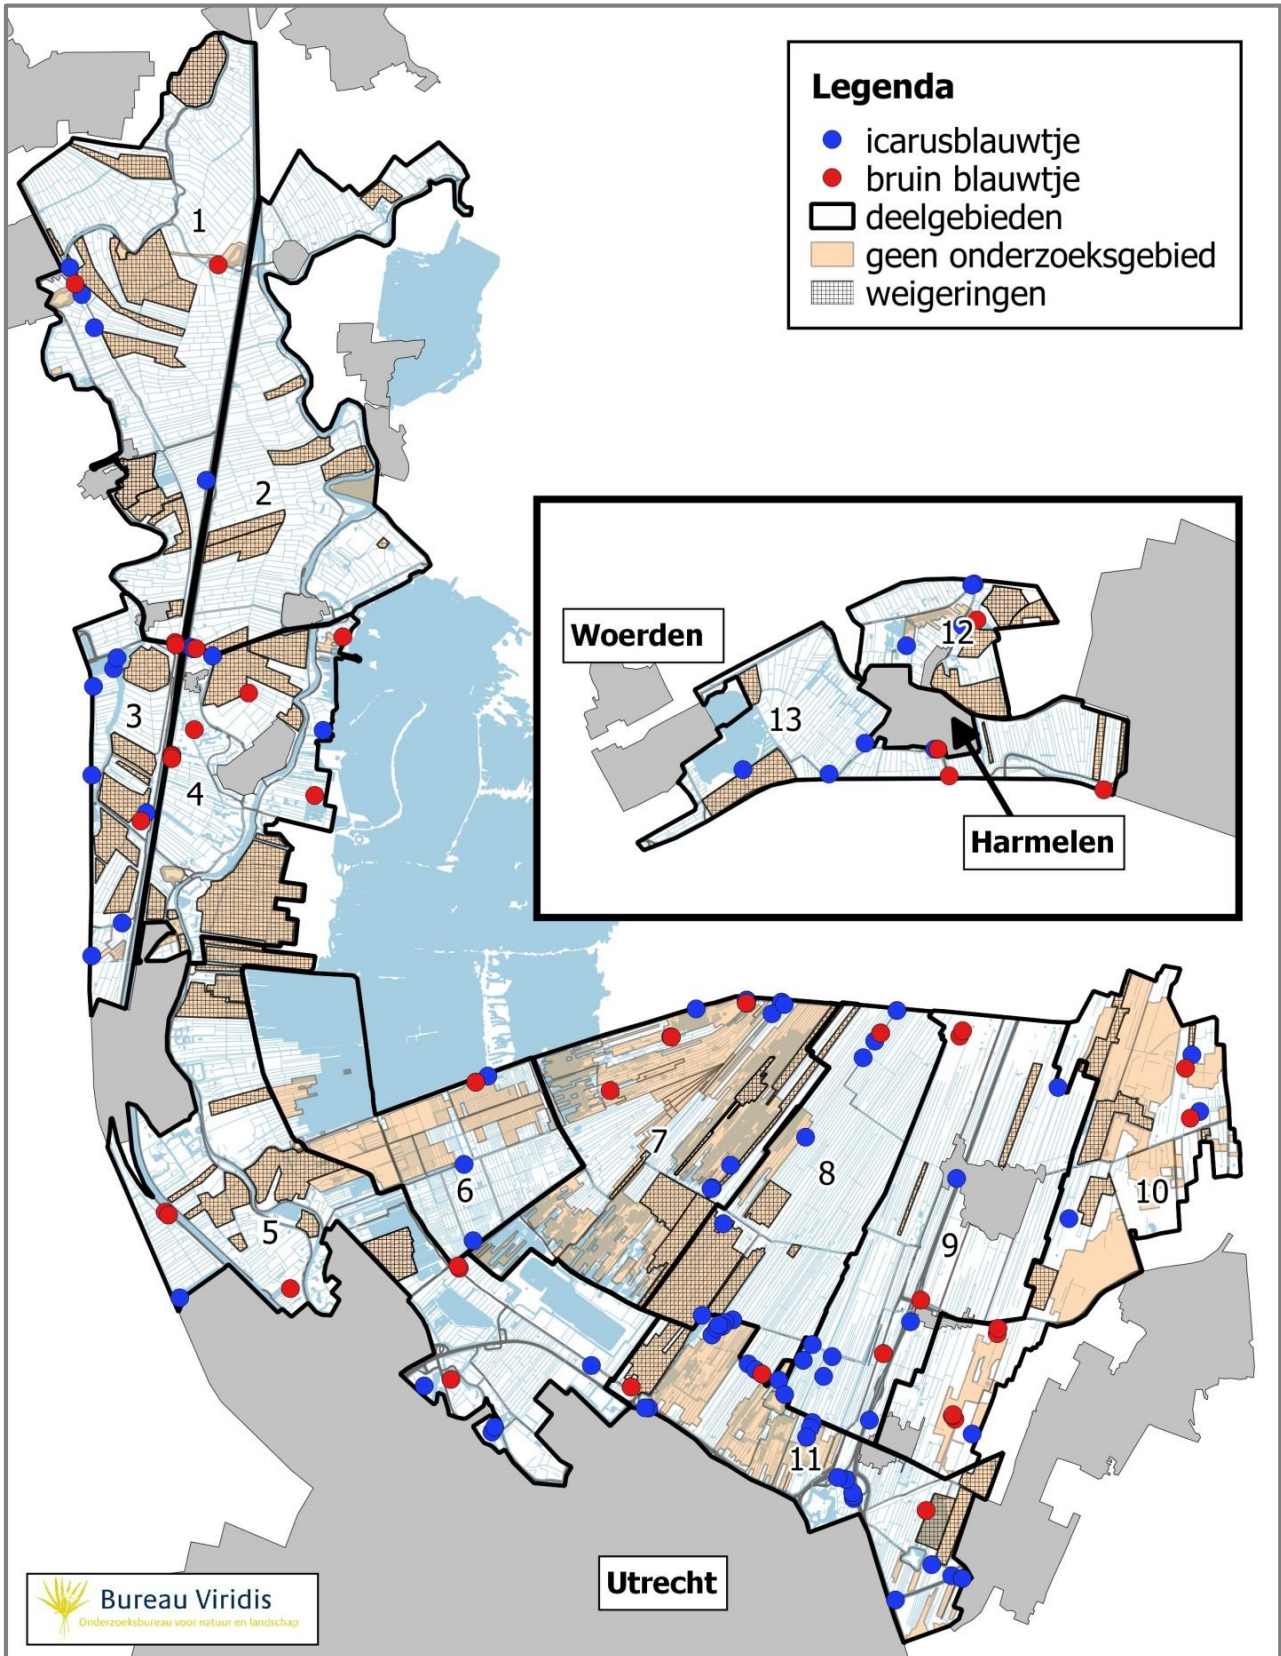 Legenda
icarusblauwtje
bruin blauwtje
deelgebieden
geen onderzoeksgebied
weigeringen
1
2
3
4
Woerden
12
13
Harmelen
5
6
7
8
9
10
11
Utrecht
Bureau Viridis
Onderzoeksbureau voor natuur en landschap